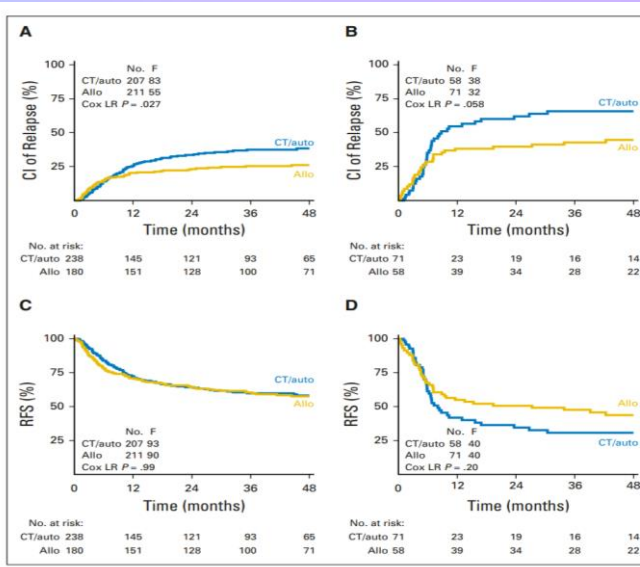 A
CI of Relapse (%)
100
75
50
25
No. F
CT/auto 207 83
Allo 211 55
Cox LR P = .027
CT/auto
Allo
0 12 24 36 48
Time (months)
No. at risk:
CT/auto 238 145 121 93 65
Allo 180 151 128 100 71
B
CI of Relapse (%)
100
75
50
25
No. F
CT/auto 58 38
Allo 71 32
Cox LR P = .058
CT/auto
Allo
0 12 24 36 48
Time (months)
No. at risk:
CT/auto 71 23 19 16 14
Allo 58 39 34 28 22
C
RFS (%)
100
75
50
25
CT/auto
Allo
No. F
CT/auto 207 93
Allo 211 90
Cox LR P = .99
0 12 24 36 48
Time (months)
No. at risk:
CT/auto 238 145 121 93 65
Allo 180 151 128 100 71
D
RFS (%)
100
75
50
25
Allo
CT/auto
No. F
CT/auto 58 40
Allo 71 40
Cox LR P = .20
0 12 24 36 48
Time (months)
No. at risk:
CT/auto 71 23 19 16 14
Allo 58 39 34 28 22